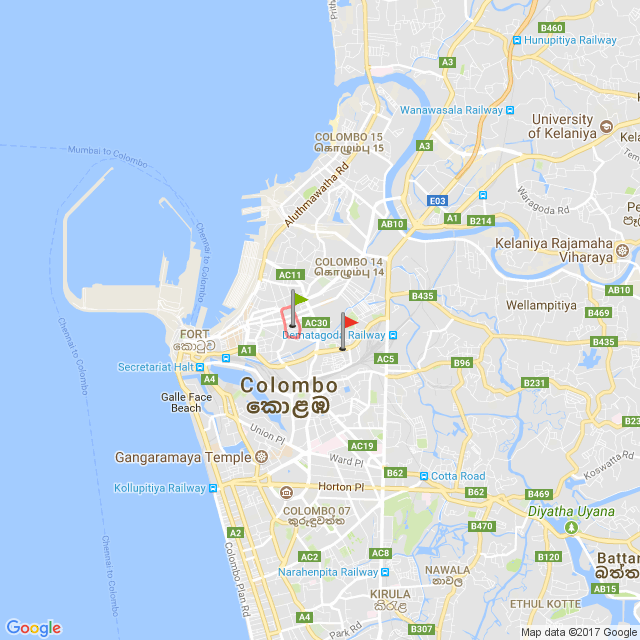 B460
Hunupitiya Railway
A3
Wanawasala Railway
University
of Kelaniya
COLOMBO 15
கொழும்பு 15
A3
Mumbai to Colombo
Aluthmawatha Rd
Waragoda Rd
E03
A1
B214
AB10
Chennai to Colombo
Kelaniya Rajamaha
Viharaya
COLOMBO 14
கொழும்பு 14
AC11
B435
AB10
Wellampitiya
B469
AC30
FORT
කොටුව
Dematagoda Railway
B435
A1
AC5
B96
Secretariat Halt
A4
Colombo
කොළඹ
B231
Galle Face
Beach
Chennai to Colombo
B233
Union Pl
AC19
Gangaramaya Temple
Ward Pl
B62
Cotta Road
Koswatta Rd
Kollupitiya Railway
Horton Pl
B62
B469
COLOMBO 07
කුරුඳුවත්ත
Diyatha Uyana
B470
A2
Colombo Plan Rd
AC2
AC8
B120
Battar
බත්ත
Narahenpita Railway
NAWALA
නාවල
AB15
KIRULA
කිරුළ
ETHUL KOTTE
A4
Park Rd
B307
Google
Map data ©2017 Google